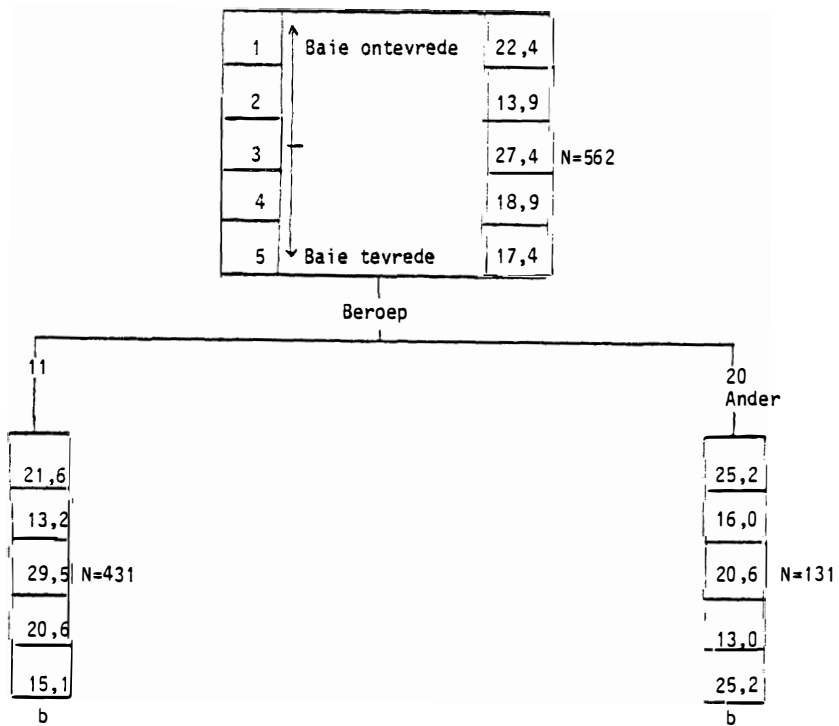 1 Baie ontevrede 22,4
2 13,9
3 27,4 N=562
4 18,9
5 Baie tevrede 17,4
Beroep
11 20
Ander
21,6 25,2
13,2 16,0
29,5 N=431 20,6 N=131
20,6 13,0
15,1 25,2
b b